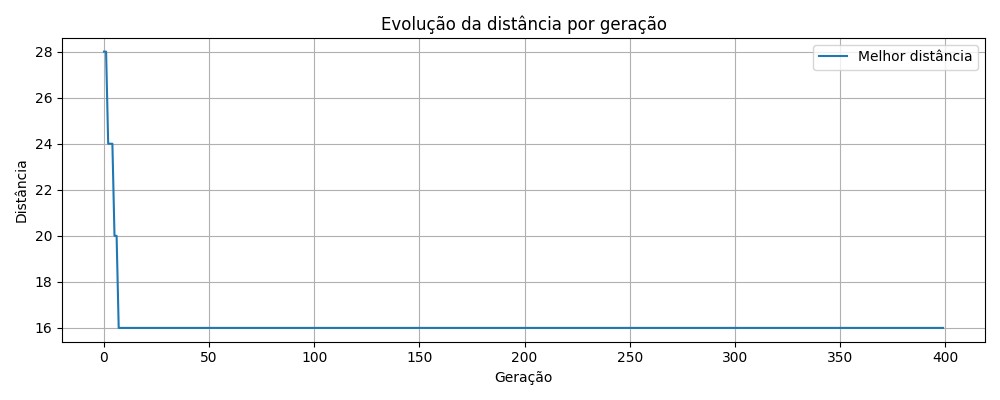 Evolução da distância por geração
Melhor distância
Distância
28
26
24
22
20
18
16
0 50 100 150 200 250 300 350 400
Geração